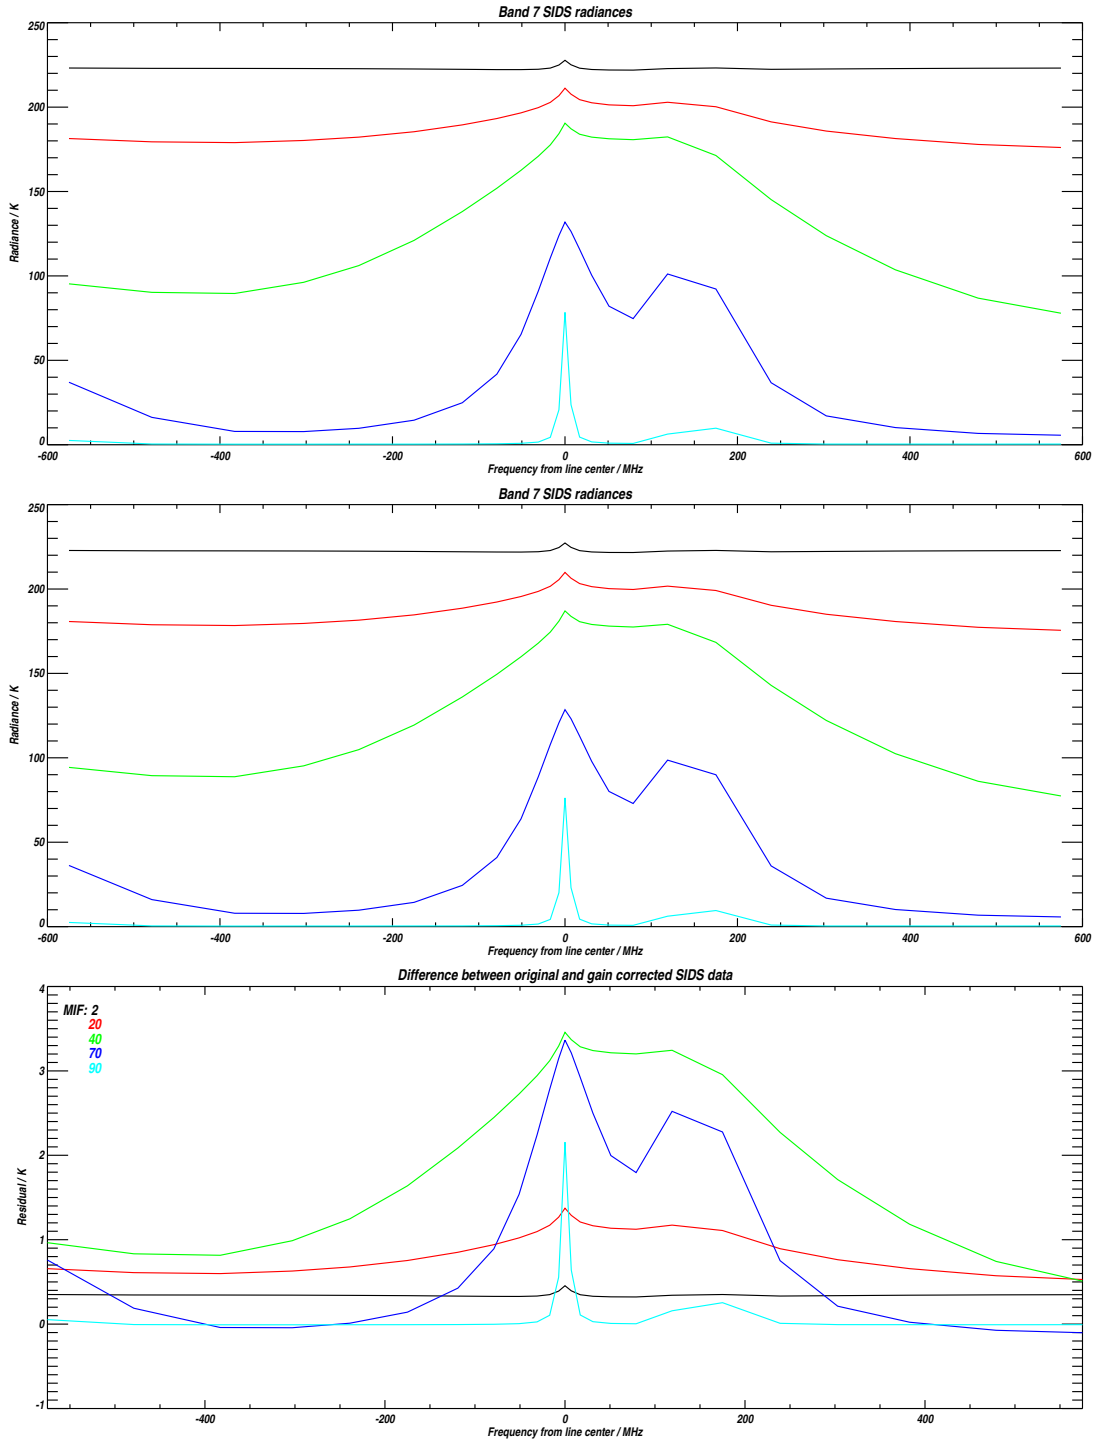 Band 7 SIDS radiances
250
200
150
100
50
0
Radiance / K
-600 -400 -200 0 200 400 600
Frequency from line center / MHz
Band 7 SIDS radiances
250
200
150
100
50
0
Radiance / K
-600 -400 -200 0 200 400 600
Frequency from line center / MHz
Difference between original and gain corrected SIDS data
4
MIF: 2
20
40
70
90
3
2
1
0
-1
Residual / K
-400 -200 0 200 400
Frequency from line center / MHz